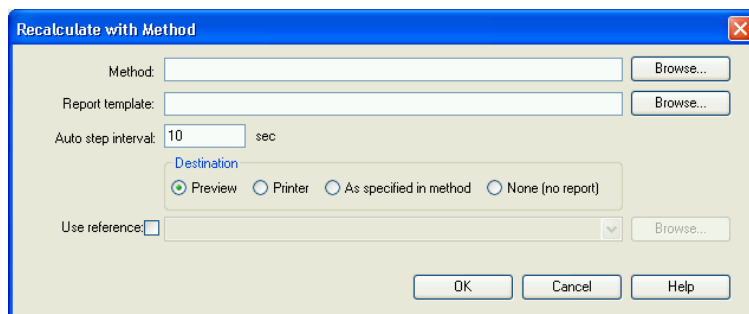 Recalculate with Method
Method: Browse...
Report template: Browse...
Auto step interval: 10 sec
Destination
Preview Printer As specified in method None (no report)
Use reference: Browse...
OK Cancel Help